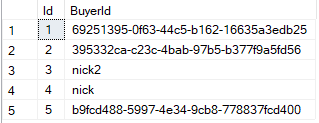 Id BuyerId
1 1 69251395-0f63-44c5-b162-16635a3edb25
2 2 395332ca-c23c-4bab-97b5-b377f9a5fd56
3 3 nick2
4 4 nick
5 5 b9fcd488-5997-4e34-9cb8-778837fcd400